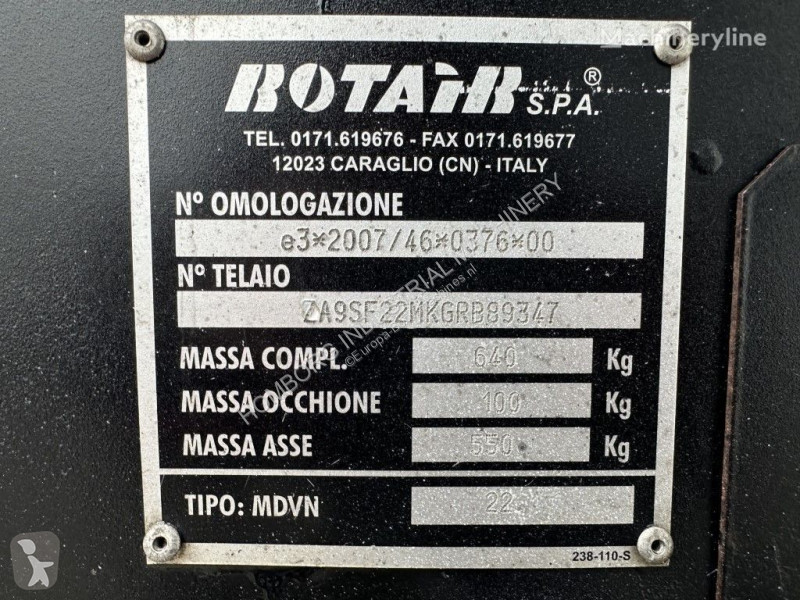 Machineryline
ROTAIR® S.P.A.
TEL. 0171.619676 - FAX 0171.619677
12023 CARAGLIO (CN) - ITALY
N° OMOLOGAZIONE
e3*2007/46*0376*00
N° TELAIO
ZA9SF22MKGRB89347
MASSA COMPL. 640 Kg
MASSA OCCHIONE 100 Kg
MASSA ASSE 550 Kg
TIPO: MDVN 22
238-110-S